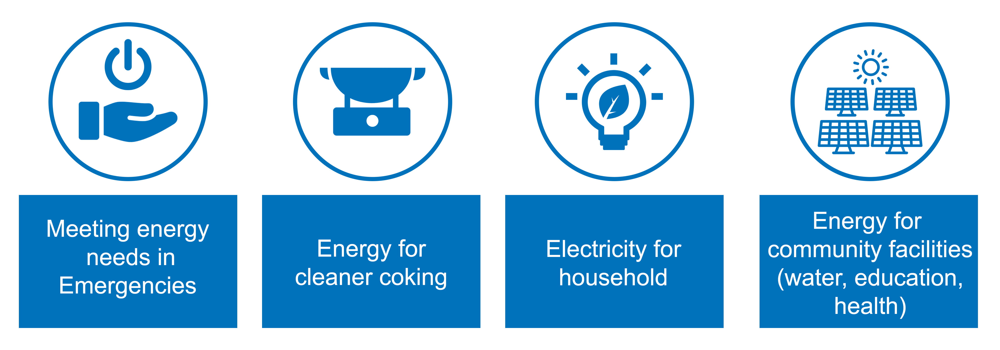 Meeting energy
needs in
Emergencies
Energy for
cleaner coking
Electricity for
household
Energy for
community facilities
(water, education,
health)